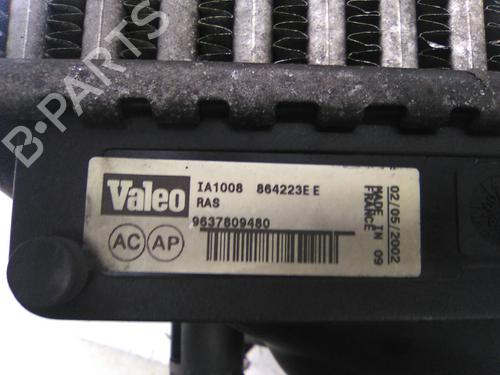 B-PARTS
Valeo
IA1008 864223E E
RAS
9637809480
AC AP
MADE IN 09
FRANCE
02/05/2002